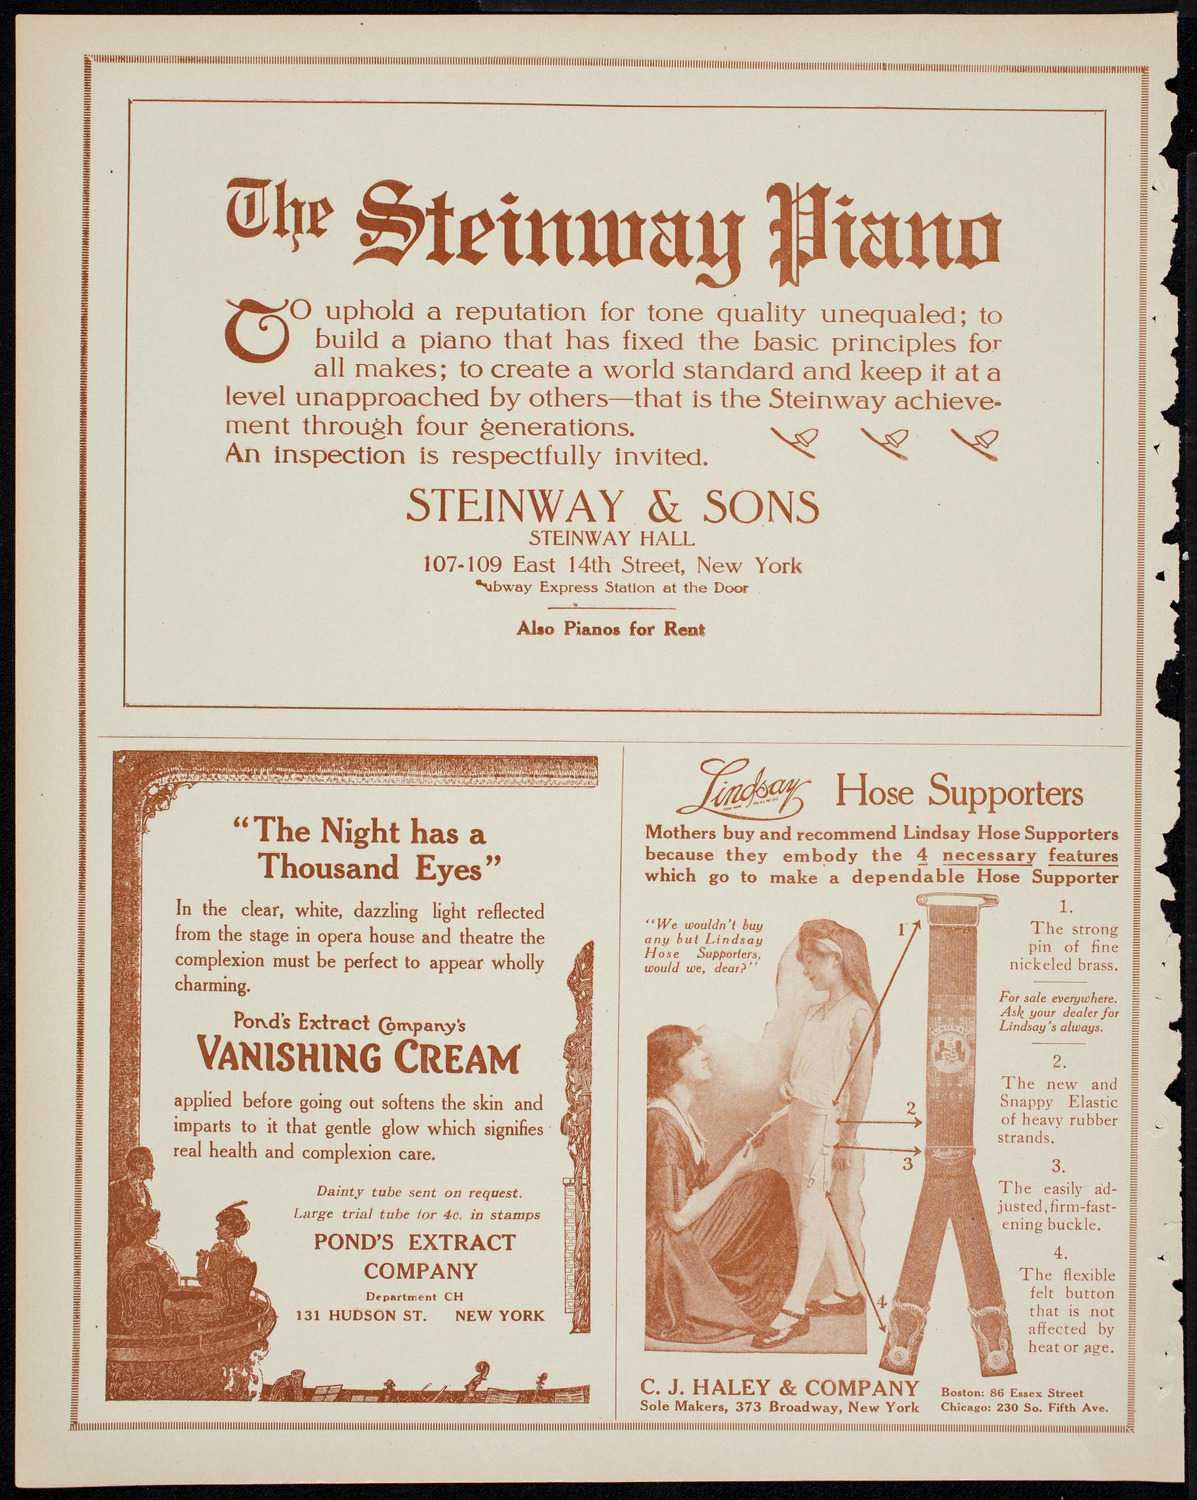 The Steinway Piano
TO uphold a reputation for tone quality unequaled; to
build a piano that has fixed the basic principles for
all makes; to create a world standard and keep it at a
level unapproached by others—that is the Steinway achieve-
ment through four generations.
An inspection is respectfully invited.
STEINWAY & SONS
STEINWAY HALL
107-109 East 14th Street, New York
Subway Express Station at the Door
Also Pianos for Rent
"The Night has a
Thousand Eyes"
In the clear, white, dazzling light reflected
from the stage in opera house and theatre the
complexion must be perfect to appear wholly
charming.
Pond's Extract Company's
VANISHING CREAM
applied before going out softens the skin and
imparts to it that gentle glow which signifies
real health and complexion care.
Dainty tube sent on request.
Large trial tube for 4c. in stamps
POND'S EXTRACT
COMPANY
Department CH
131 HUDSON ST. NEW YORK
Lindsay Hose Supporters
Mothers buy and recommend Lindsay Hose Supporters
because they embody the 4 necessary features
which go to make a dependable Hose Supporter
"We wouldn't buy
any but Lindsay
Hose Supporters,
would we, dear?"
1
2
3
4
1.
The strong
pin of fine
nickeled brass.
For sale everywhere.
Ask your dealer for
Lindsay's always.
2.
The new and
Snappy Elastic
of heavy rubber
strands.
3.
The easily ad-
justed, firm-fast-
ening buckle.
4.
The flexible
felt button
that is not
affected by
heat or age.
Lindsay
C. J. HALEY & COMPANY
Sole Makers, 373 Broadway, New York
Boston: 86 Essex Street
Chicago: 230 So. Fifth Ave.